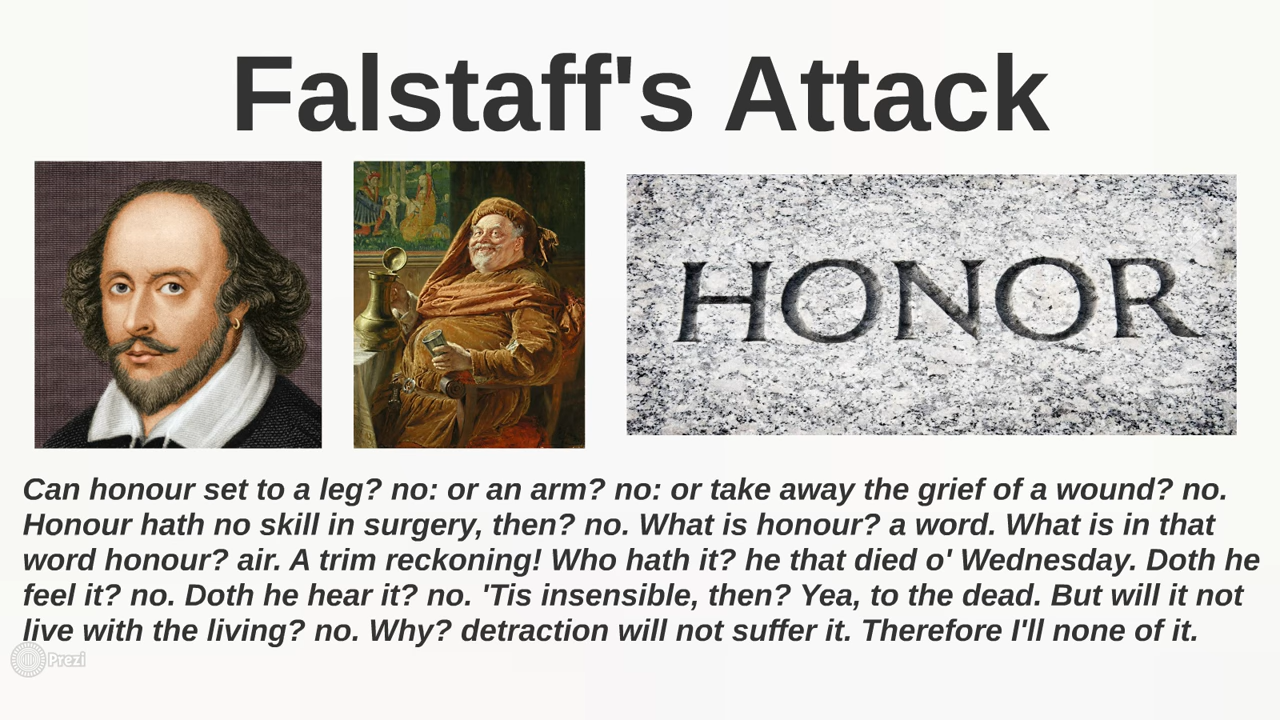 Falstaff's Attack
HONOR
Can honour set to a leg? no: or an arm? no: or take away the grief of a wound? no.
Honour hath no skill in surgery, then? no. What is honour? a word. What is in that
word honour? air. A trim reckoning! Who hath it? he that died o' Wednesday. Doth he
feel it? no. Doth he hear it? no. 'Tis insensible, then? Yea, to the dead. But will it not
live with the living? no. Why? detraction will not suffer it. Therefore I'll none of it.
Prezi